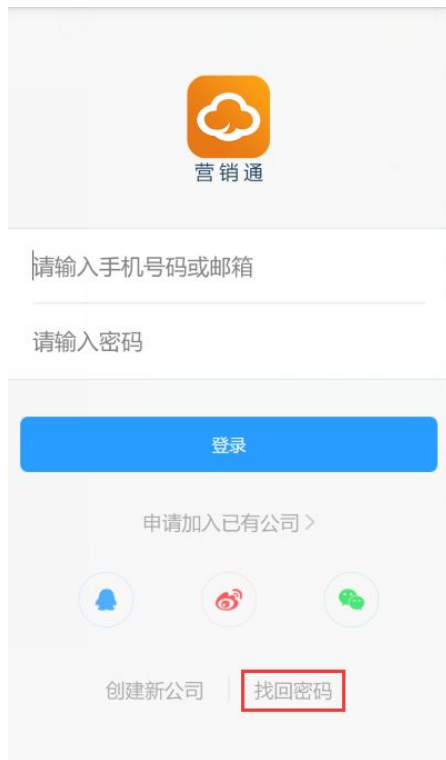 营销通
请输入手机号码或邮箱
请输入密码
登录
申请加入已有公司 >
创建新公司 | 找回密码